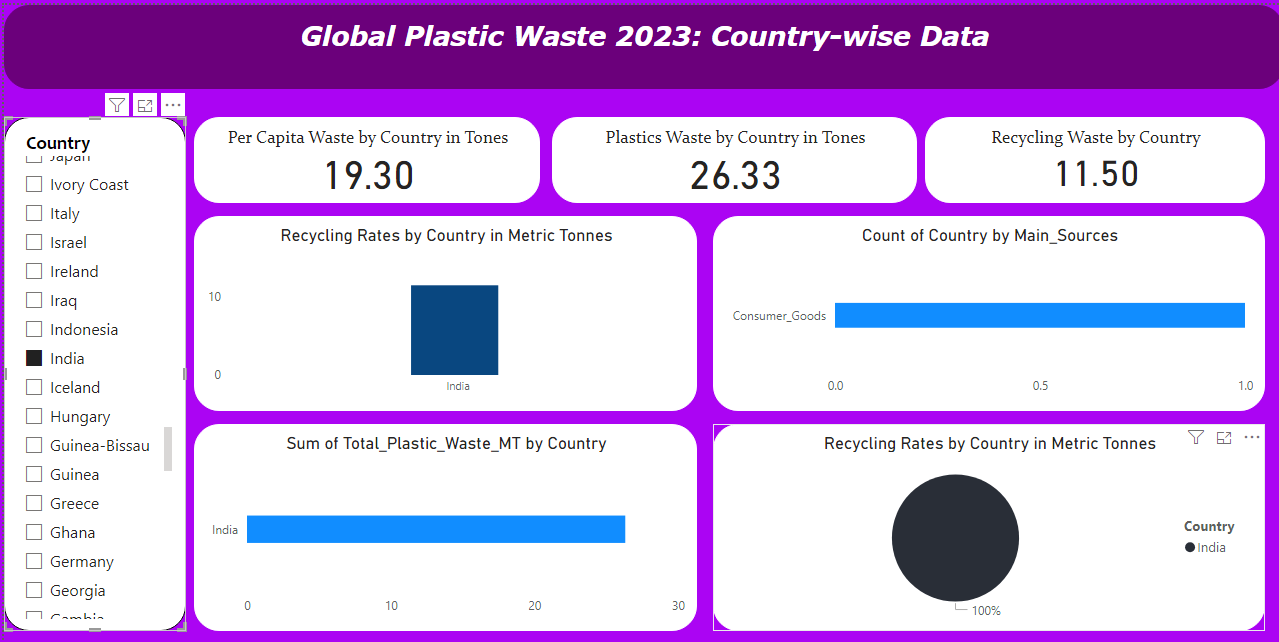 Global Plastic Waste 2023: Country-wise Data
Country
Japan
Ivory Coast
Italy
Israel
Ireland
Iraq
Indonesia
India
Iceland
Hungary
Guinea-Bissau
Guinea
Greece
Ghana
Germany
Georgia
Gambia
Per Capita Waste by Country in Tones
19.30
Plastics Waste by Country in Tones
26.33
Recycling Waste by Country
11.50
Recycling Rates by Country in Metric Tonnes
10
0
India
Count of Country by Main_Sources
Consumer_Goods
0.0 0.5 1.0
Sum of Total_Plastic_Waste_MT by Country
India
0 10 20 30
Recycling Rates by Country in Metric Tonnes
Country
India
100%